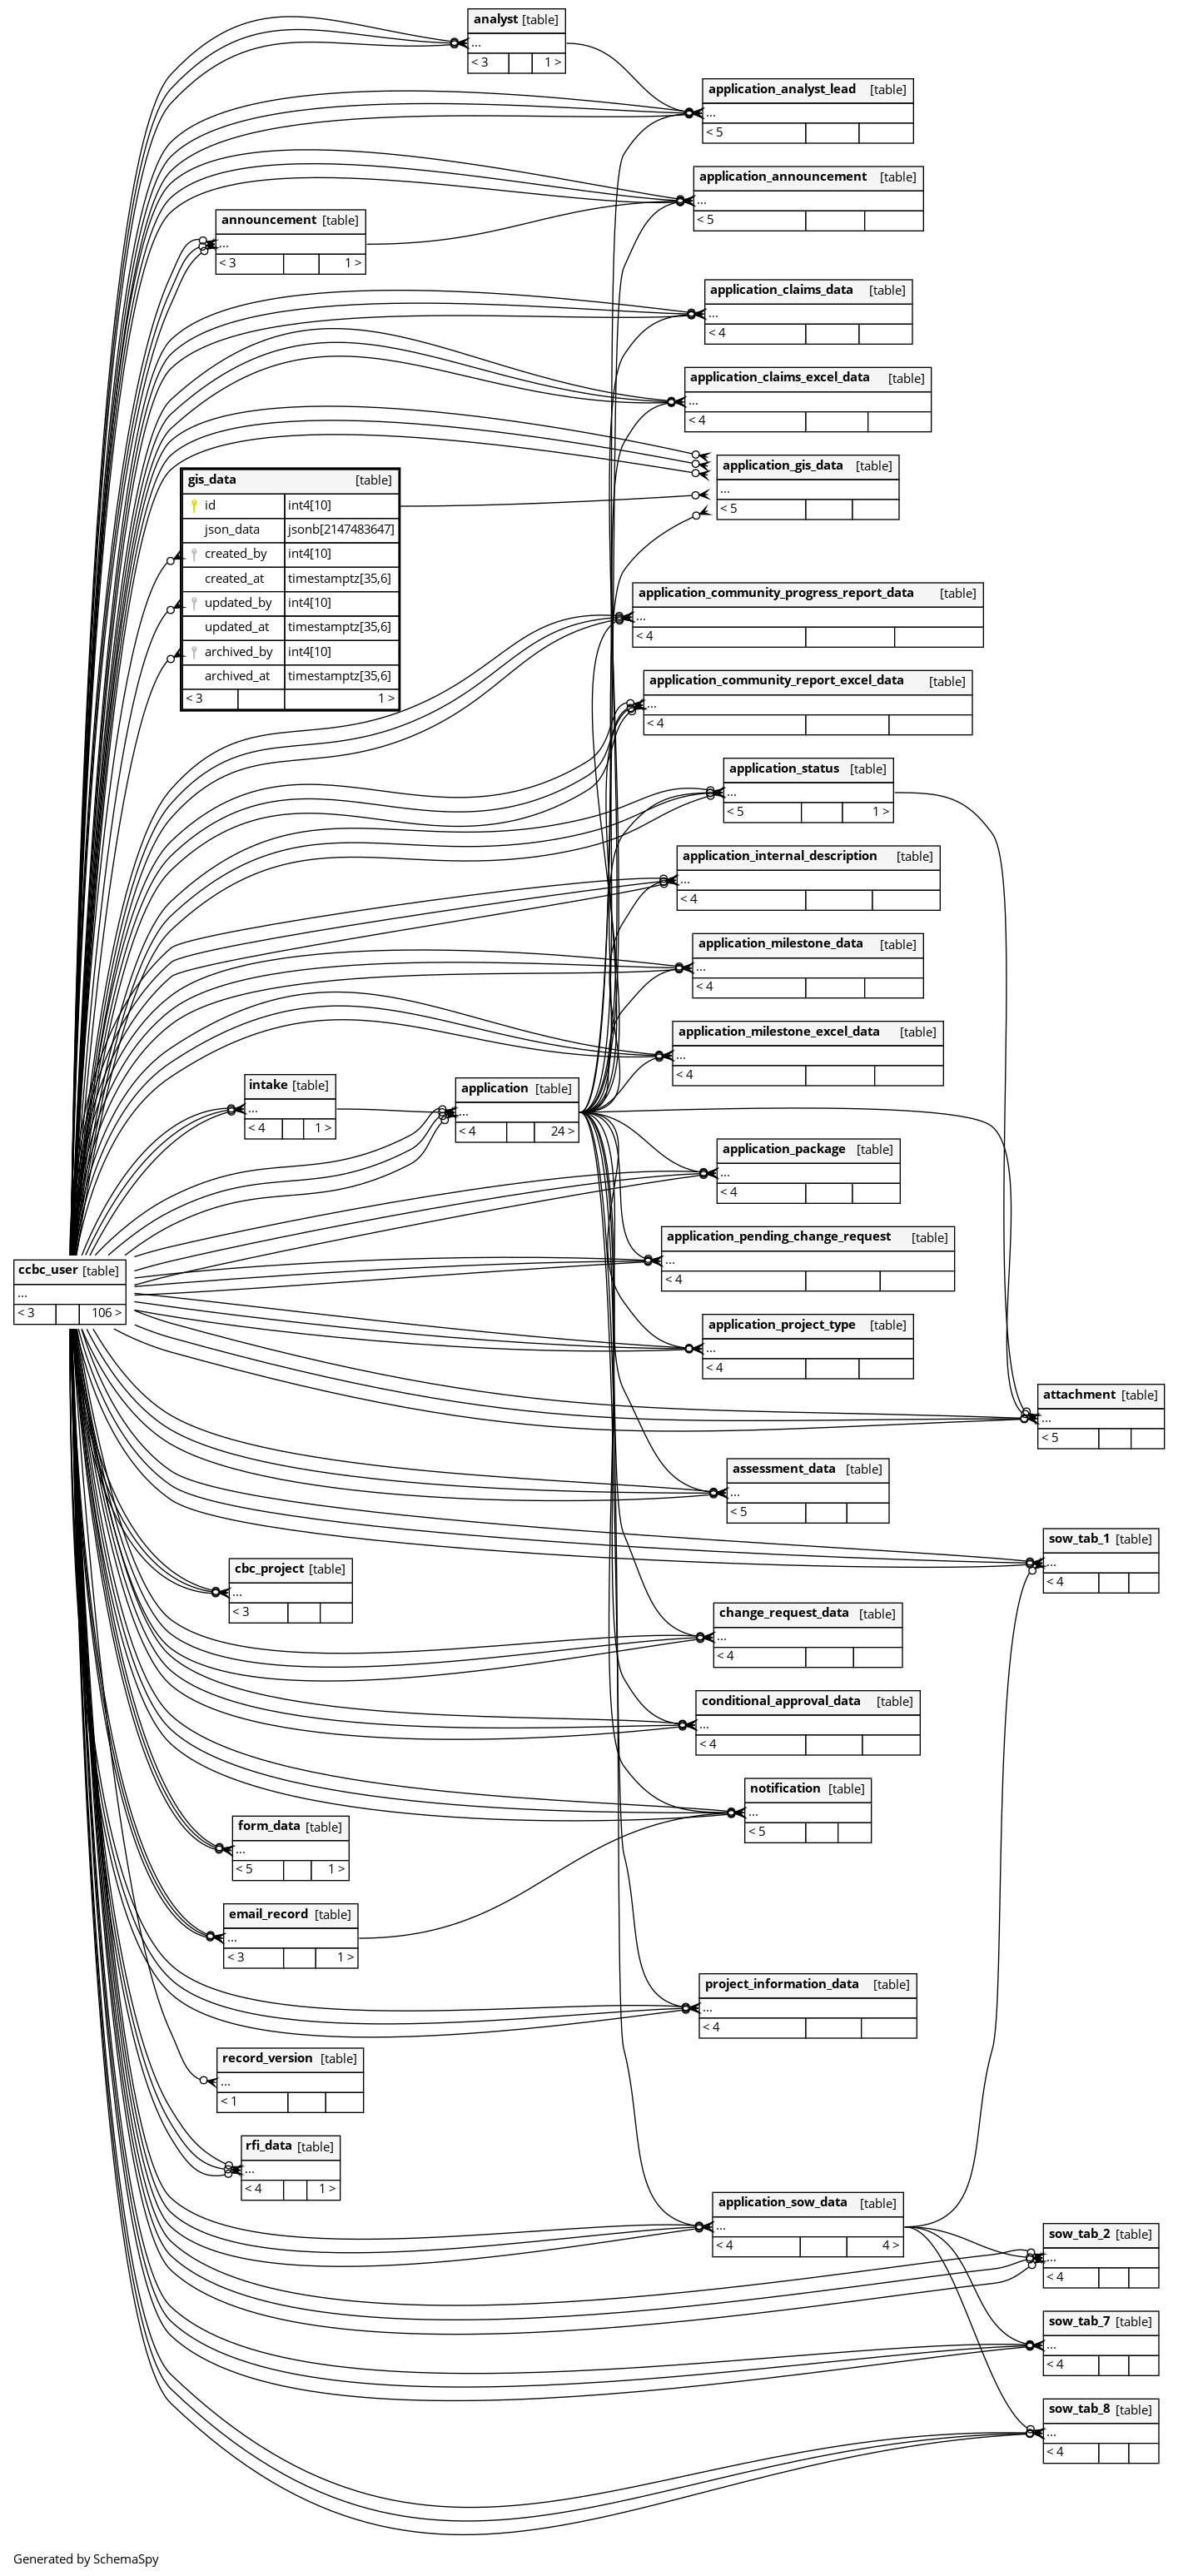 analyst [table]
...
< 3 1 >
application_analyst_lead [table]
...
< 5
application_announcement [table]
...
< 5
announcement [table]
...
< 3 1 >
application_claims_data [table]
...
< 4
application_claims_excel_data [table]
...
< 4
application_gis_data [table]
...
< 5
gis_data [table]
id int4[10]
json_data jsonb[2147483647]
created_by int4[10]
created_at timestamptz[35,6]
updated_by int4[10]
updated_at timestamptz[35,6]
archived_by int4[10]
archived_at timestamptz[35,6]
< 3 1 >
application_community_progress_report_data [table]
...
< 4
application_community_report_excel_data [table]
...
< 4
application_status [table]
...
< 5 1 >
application_internal_description [table]
...
< 4
application_milestone_data [table]
...
< 4
application_milestone_excel_data [table]
...
< 4
intake [table]
...
< 4 1 >
application [table]
...
< 4 24 >
application_package [table]
...
< 4
application_pending_change_request [table]
...
< 4
ccbc_user [table]
...
< 3 106 >
application_project_type [table]
...
< 4
attachment [table]
...
< 5
assessment_data [table]
...
< 5
sow_tab_1 [table]
...
< 4
cbc_project [table]
...
< 3
change_request_data [table]
...
< 4
conditional_approval_data [table]
...
< 4
notification [table]
...
< 5
form_data [table]
...
< 5 1 >
email_record [table]
...
< 3 1 >
project_information_data [table]
...
< 4
record_version [table]
...
< 1
rfi_data [table]
...
< 4 1 >
application_sow_data [table]
...
< 4 4 >
sow_tab_2 [table]
...
< 4
sow_tab_7 [table]
...
< 4
sow_tab_8 [table]
...
< 4
Generated by SchemaSpy